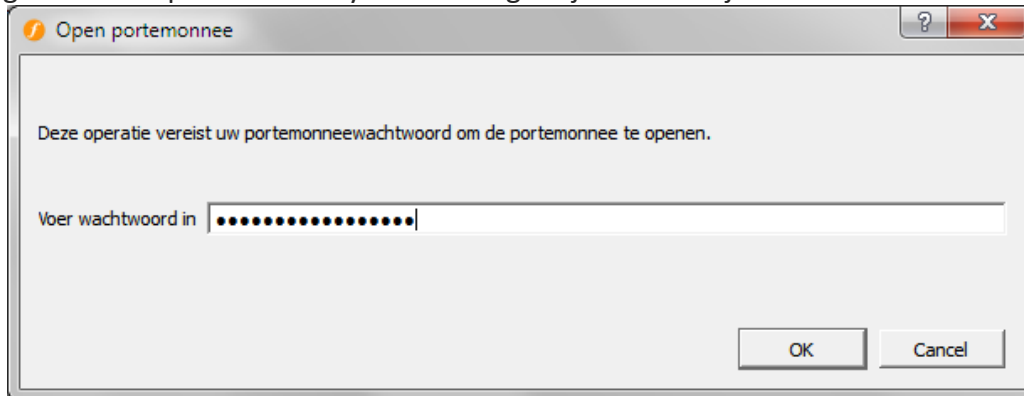 Open portemonnee
Deze operatie vereist uw portemonneewachtwoord om de portemonnee te openen.
Voer wachtwoord in ●●●●●●●●●●●●●●●●●
OK Cancel